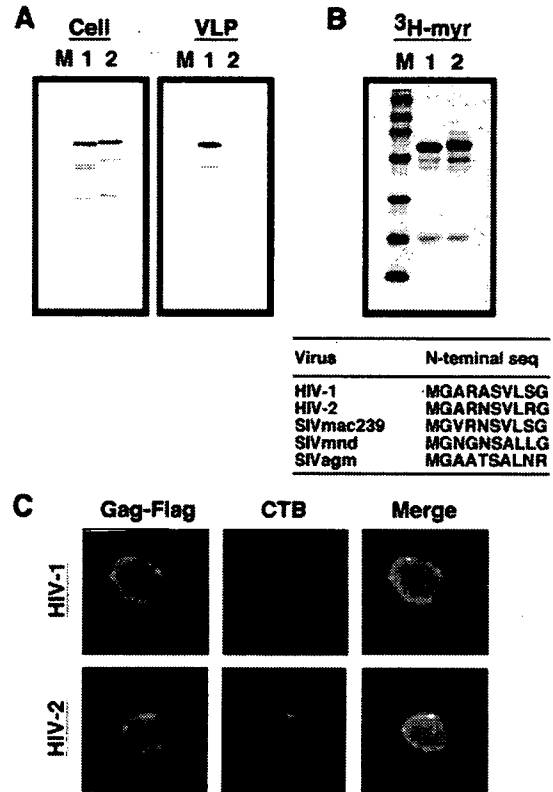 A
Cell
VLP
M 1 2
M 1 2
B
³H-myr
M 1 2
Virus N-teminal seq
HIV-1 MGARASVLSG
HIV-2 MGARNSVLRG
SIVmac239 MGVRNSVLSG
SIVmnd MGNGNSALLG
SIVagm MGAATSALNR
C
Gag-Flag CTB Merge
HIV-1
HIV-2